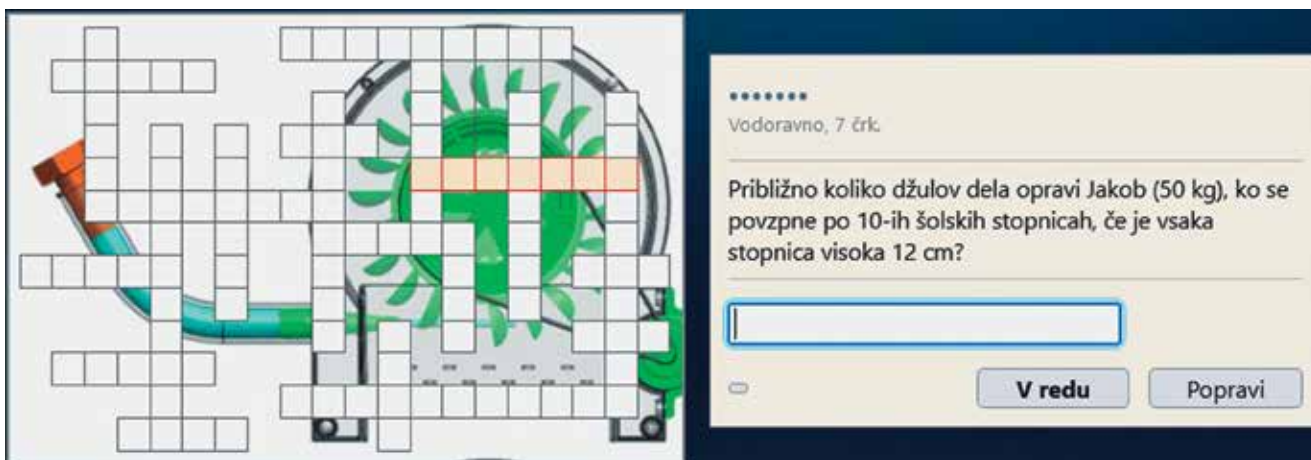 •••••••
Vodoravno, 7 črk.
Približno koliko džulov dela opravi Jakob (50 kg), ko se
povzpne po 10-ih šolskih stopnicah, če je vsaka
stopnica visoka 12 cm?
V redu
Popravi